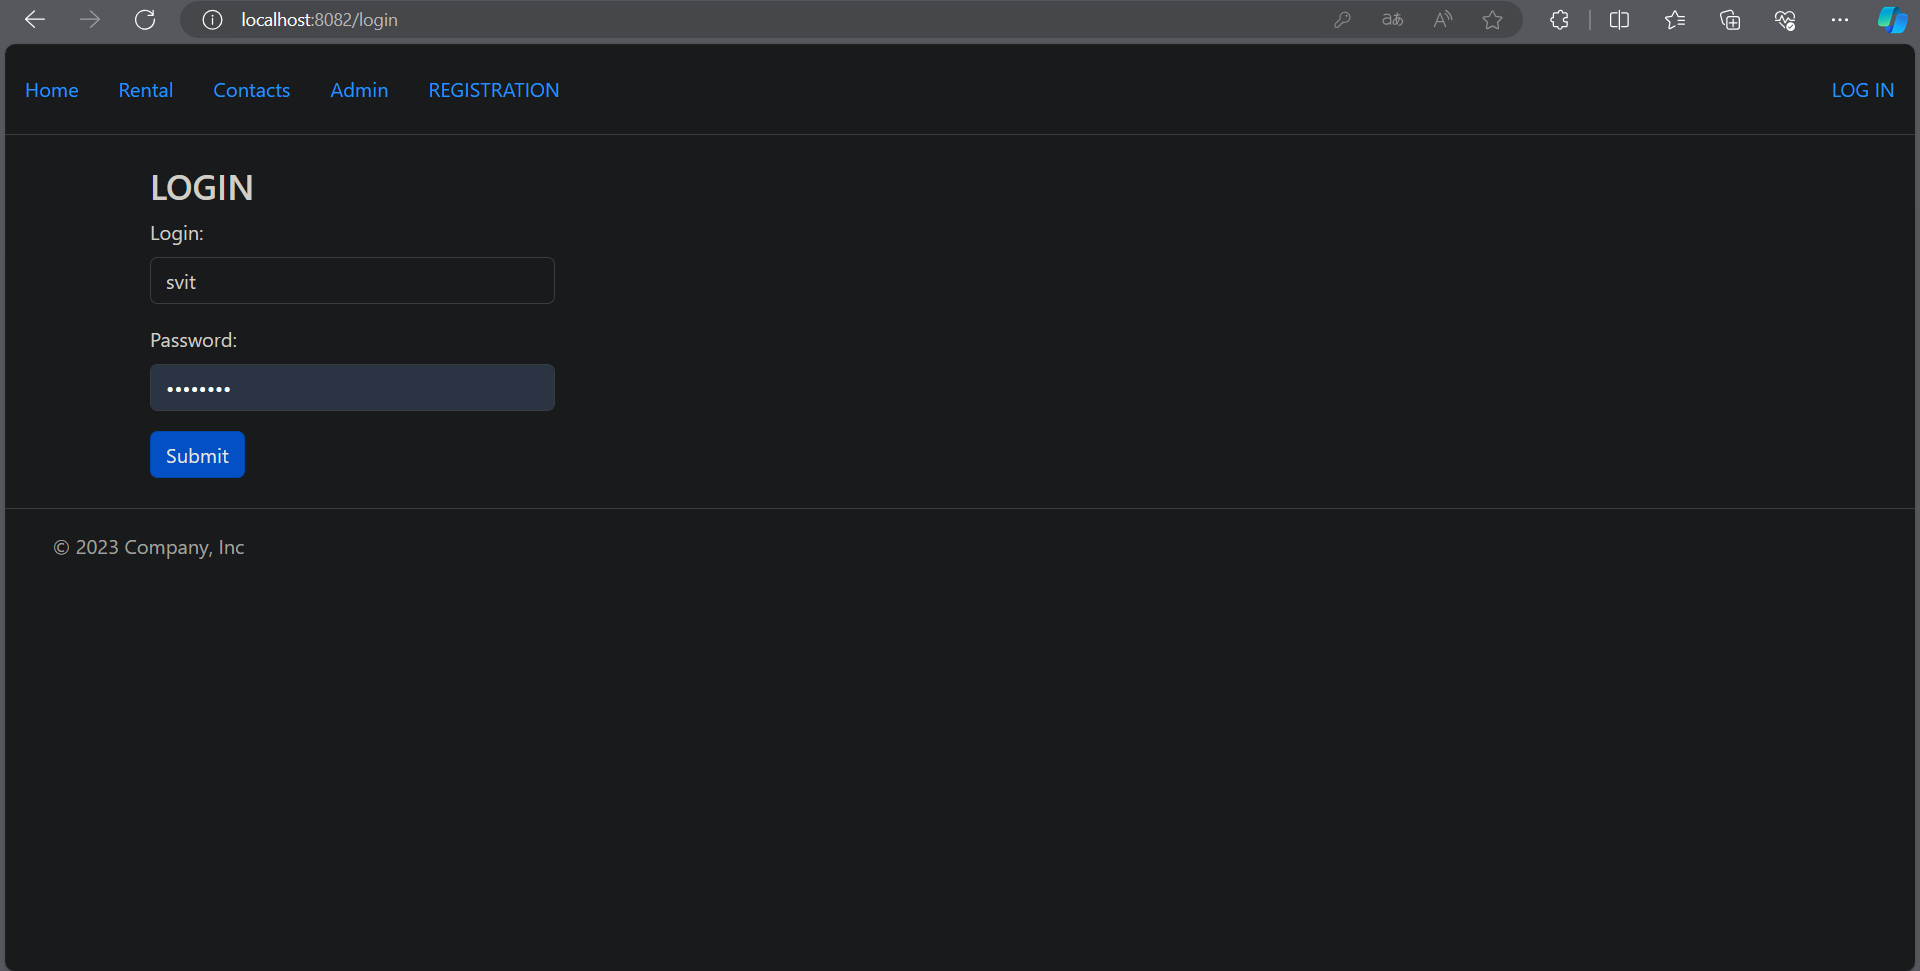 localhost:8082/login
Home Rental Contacts Admin REGISTRATION LOG IN
LOGIN
Login:
svit
Password:
••••••••
Submit
© 2023 Company, Inc